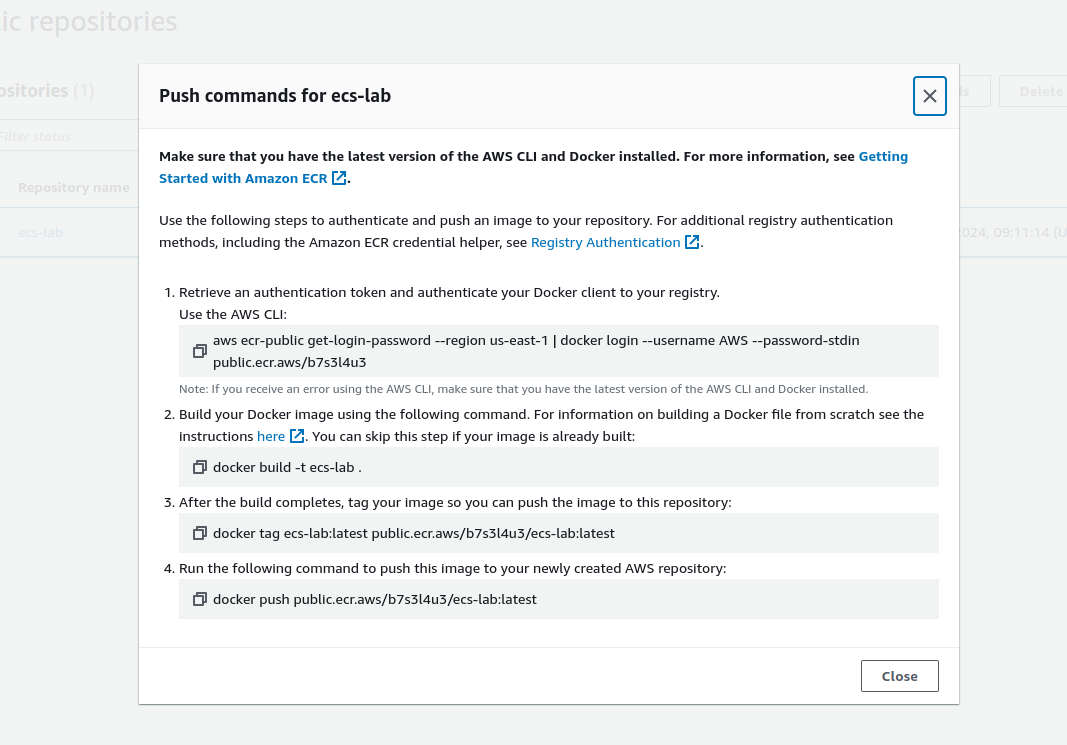 ic repositories
ositories (1)
ds
Delete
Filter status
Repository name
ecs-lab
2024, 09:11:14 (U
Push commands for ecs-lab
Make sure that you have the latest version of the AWS CLI and Docker installed. For more information, see Getting
Started with Amazon ECR.
Use the following steps to authenticate and push an image to your repository. For additional registry authentication
methods, including the Amazon ECR credential helper, see Registry Authentication.
1. Retrieve an authentication token and authenticate your Docker client to your registry.
Use the AWS CLI:
aws ecr-public get-login-password --region us-east-1 | docker login --username AWS --password-stdin
public.ecr.aws/b7s3l4u3
Note: If you receive an error using the AWS CLI, make sure that you have the latest version of the AWS CLI and Docker installed.
2. Build your Docker image using the following command. For information on building a Docker file from scratch see the
instructions here. You can skip this step if your image is already built:
docker build -t ecs-lab .
3. After the build completes, tag your image so you can push the image to this repository:
docker tag ecs-lab:latest public.ecr.aws/b7s3l4u3/ecs-lab:latest
4. Run the following command to push this image to your newly created AWS repository:
docker push public.ecr.aws/b7s3l4u3/ecs-lab:latest
Close